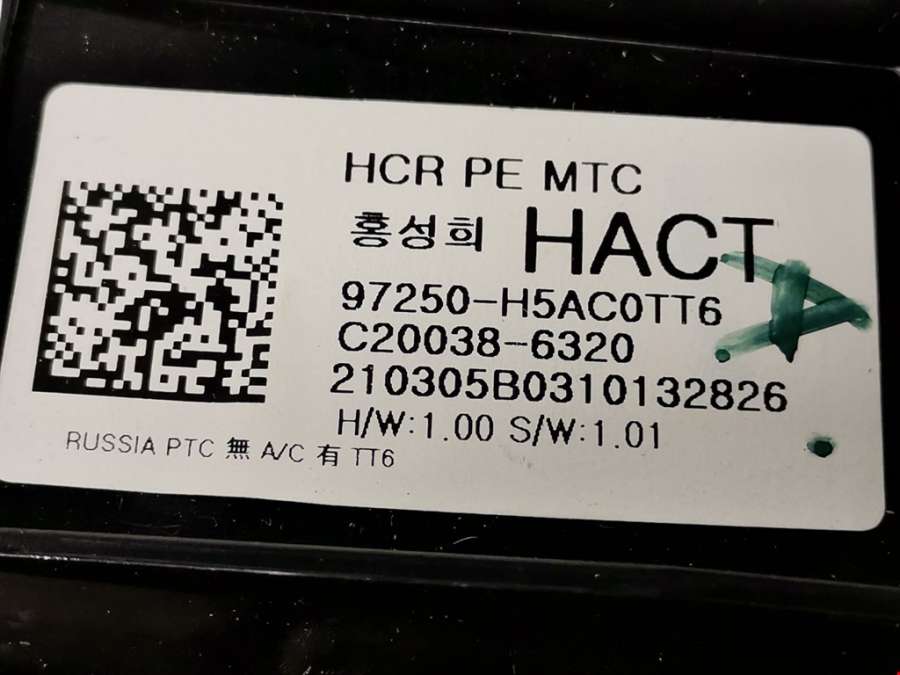 HCR PE MTC
홍성희 HACT
97250-H5AC0TT6
C20038-6320
210305B0310132826
H/W:1.00 S/W:1.01
RUSSIA PTC 無 A/C 有 TT6